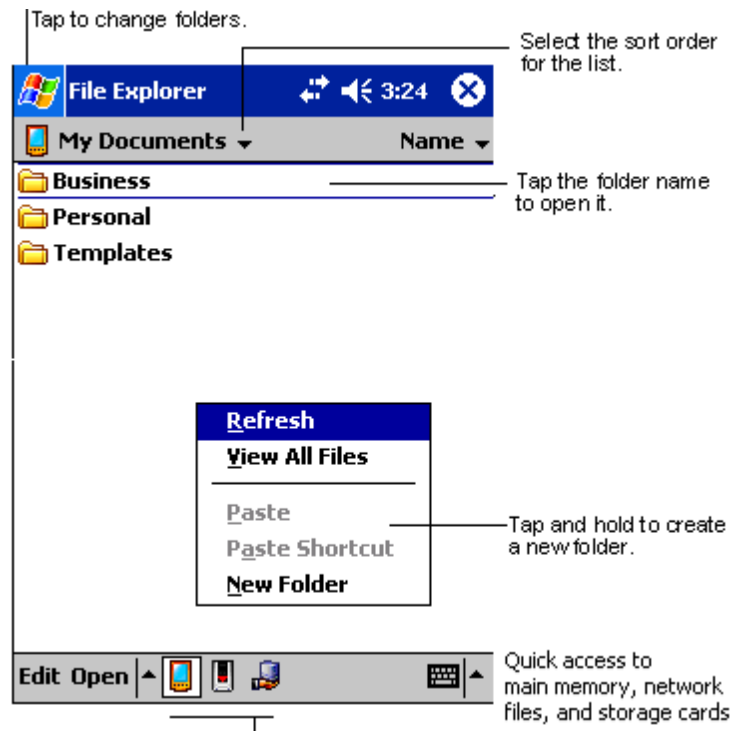 Tap to change folders.
Select the sort order
for the list.
File Explorer 3:24
My Documents Name
Business
Tap the folder name
to open it.
Personal
Templates
Refresh
View All Files
Paste
Paste Shortcut
New Folder
Tap and hold to create
a new folder.
Edit Open
Quick access to
main memory, network
files, and storage cards